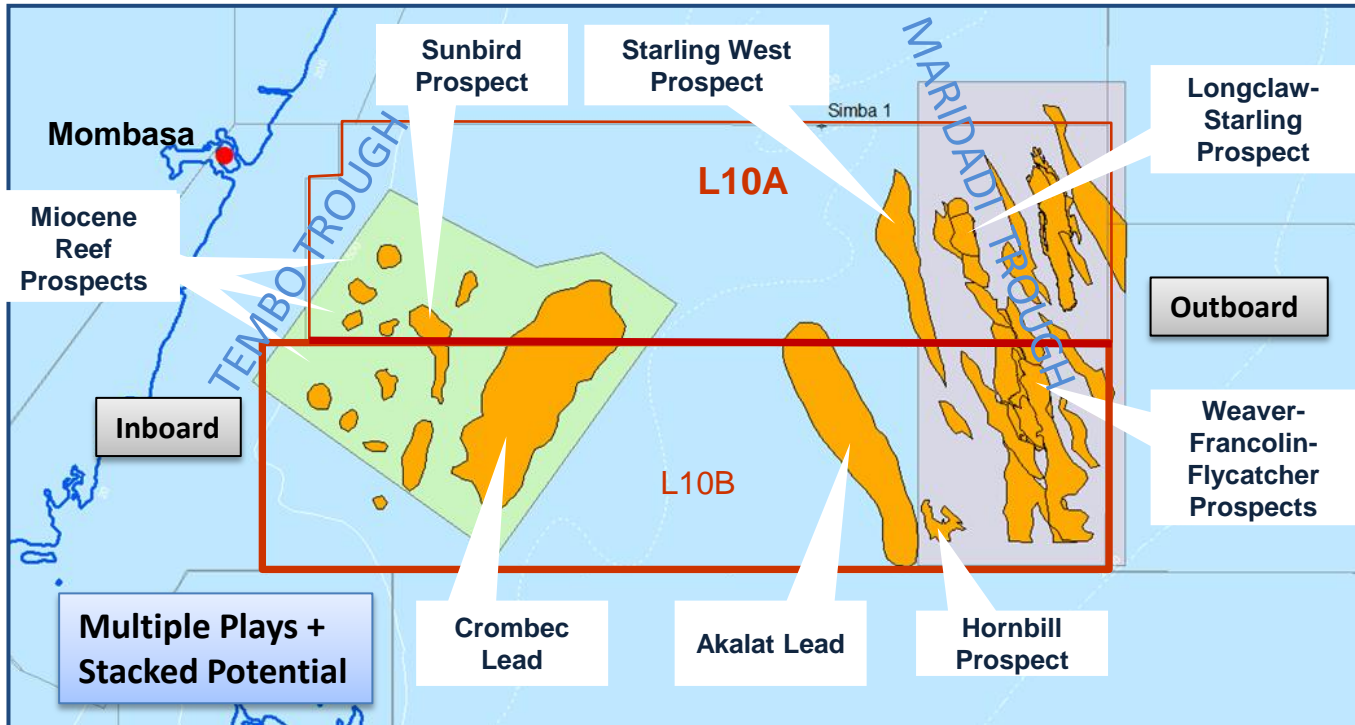 Sunbird
Prospect
Starling West
Prospect
MARIDADI TROUGH
Longclaw-
Starling
Prospect
Simba 1
Mombasa
L10A
TEMBO TROUGH
Miocene
Reef
Prospects
Outboard
Inboard
L10B
Weaver-
Francolin-
Flycatcher
Prospects
Multiple Plays +
Stacked Potential
Crombec
Lead
Akalat Lead
Hornbill
Prospect